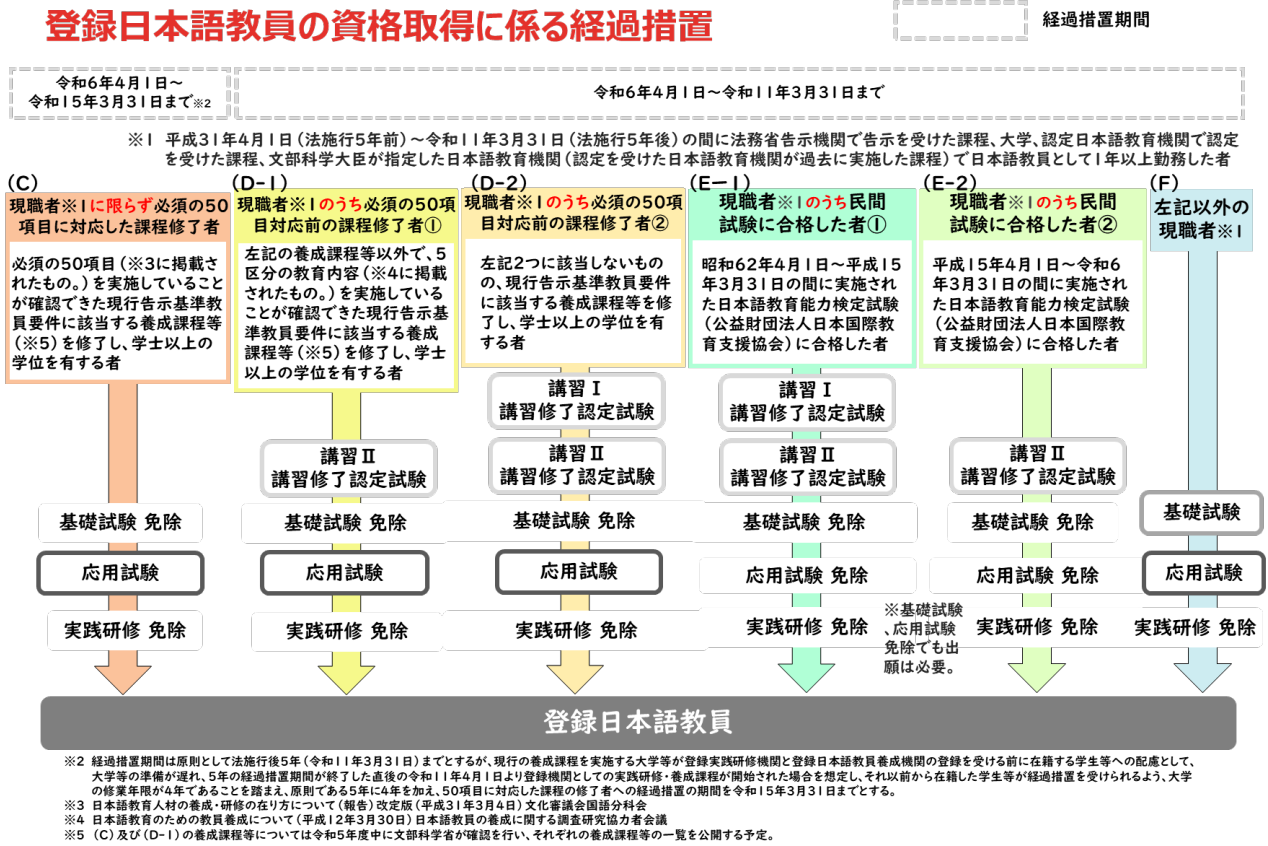 登録日本語教員の資格取得に係る経過措置
経過措置期間
令和6年4月1日～
令和15年3月31日まで※2
令和6年4月1日～令和11年3月31日まで
※1 平成31年4月1日（法施行5年前）～令和11年3月31日（法施行5年後）の間に法務省告示機関で告示を受けた課程、大学、認定日本語教育機関で認定
を受けた課程、文部科学大臣が指定した日本語教育機関（認定を受けた日本語教育機関が過去に実施した課程）で日本語教員として1年以上勤務した者
（C）
現職者※1に限らず必須の50
項目に対応した課程修了者
必須の50項目（※3に掲載さ
れたもの。）を実施していること
が確認できた現行告示基準教
員要件に該当する養成課程等
（※5）を修了し、学士以上の
学位を有する者
基礎試験 免除
応用試験
実践研修 免除
（D-1）
現職者※1のうち必須の50項
目対応前の課程修了者①
左記の養成課程等以外で、5
区分の教育内容（※4に掲載
されたもの。）を実施している
ことが確認できた現行告示基
準教員要件に該当する養成
課程等（※5）を修了し、学士
以上の学位を有する者
講習Ⅱ
講習修了認定試験
基礎試験 免除
応用試験
実践研修 免除
（D-2）
現職者※1のうち必須の50項
目対応前の課程修了者②
左記2つに該当しないもの
の、現行告示基準教員要件
に該当する養成課程等を修
了し、学士以上の学位を有
する者
講習Ⅰ
講習修了認定試験
講習Ⅱ
講習修了認定試験
基礎試験 免除
応用試験
実践研修 免除
（E－1）
現職者※1のうち民間
試験に合格した者①
昭和62年4月1日～平成15
年3月31日の間に実施され
た日本語教育能力検定試験
（公益財団法人日本国際教
育支援協会）に合格した者
講習Ⅰ
講習修了認定試験
講習Ⅱ
講習修了認定試験
基礎試験 免除
応用試験 免除
実践研修 免除
※基礎試験
、応用試験
免除でも出
願は必要。
（E-2）
現職者※1のうち民間
試験に合格した者②
平成15年4月1日～令和6
年3月31日の間に実施され
た日本語教育能力検定試験
（公益財団法人日本国際教
育支援協会）に合格した者
講習Ⅱ
講習修了認定試験
基礎試験 免除
応用試験 免除
実践研修 免除
（F）
左記以外の
現職者※1
基礎試験
応用試験
実践研修 免除
登録日本語教員
※2 経過措置期間は原則として法施行後5年（令和11年3月31日）までとするが、現行の養成課程を実施する大学等が登録実践研修機関と登録日本語教員養成機関の登録を受ける前に在籍する学生等への配慮として、
大学等の準備が遅れ、5年の経過措置期間が終了した直後の令和11年4月1日より登録機関としての実践研修・養成課程が開始された場合を想定し、それ以前から在籍した学生等が経過措置を受けられるよう、大学
の修業年限が4年であることを踏まえ、原則である5年に4年を加え、50項目に対応した課程の修了者への経過措置の期間を令和15年3月31日までとする。
※3 日本語教育人材の養成・研修の在り方について（報告）改定版（平成31年3月4日）文化審議会国語分科会
※4 日本語教育のための教員養成について（平成12年3月30日）日本語教員の養成に関する調査研究協力者会議
※5 （C）及び（D-1）の養成課程等については令和5年度中に文部科学省が確認を行い、それぞれの養成課程等の一覧を公開する予定。